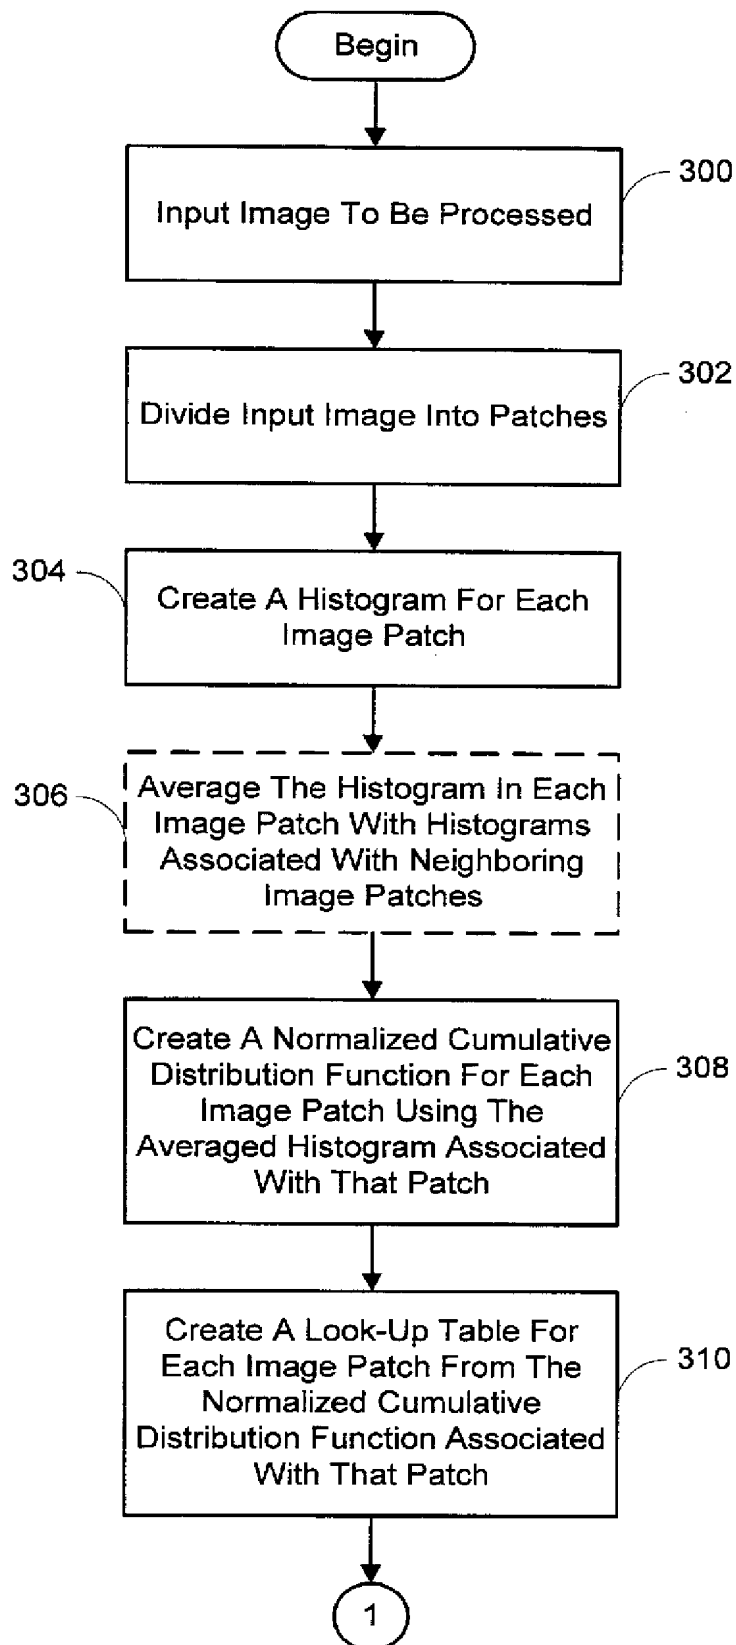 Begin
Input Image To Be Processed
300
Divide Input Image Into Patches
302
304
Create A Histogram For Each
Image Patch
306
Average The Histogram In Each
Image Patch With Histograms
Associated With Neighboring
Image Patches
Create A Normalized Cumulative
Distribution Function For Each
Image Patch Using The
Averaged Histogram Associated
With That Patch
308
Create A Look-Up Table For
Each Image Patch From The
Normalized Cumulative
Distribution Function Associated
With That Patch
310
1